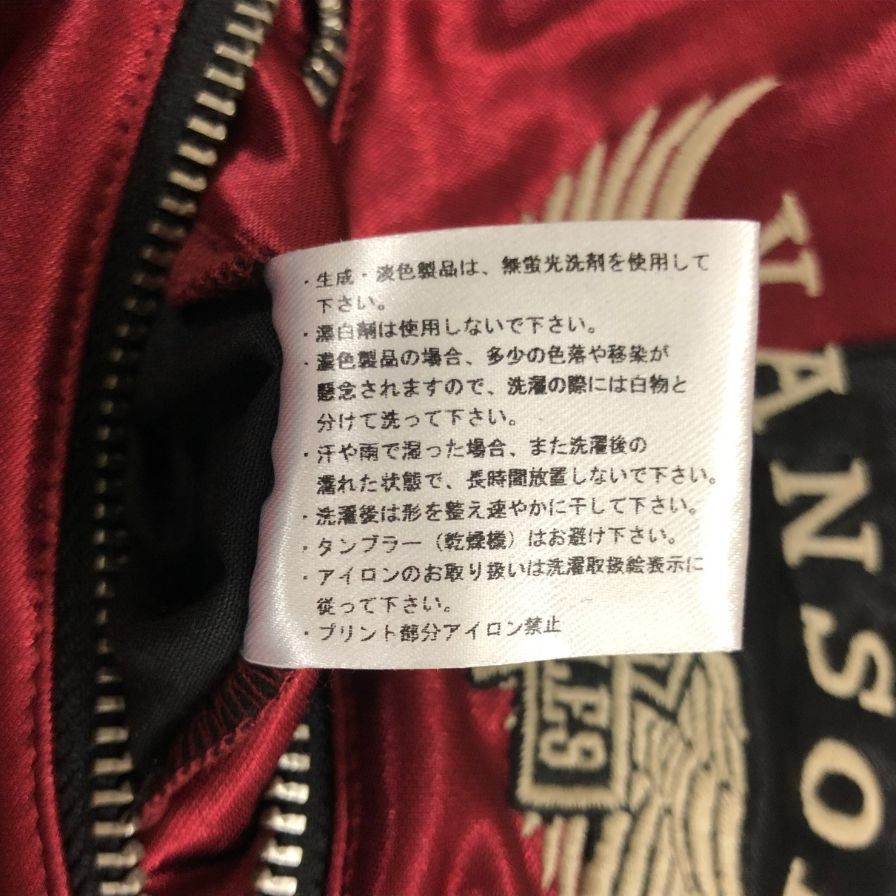 ・生成・淡色製品は、無蛍光洗剤を使用して
下さい。
・漂白剤は使用しないで下さい。
・濃色製品の場合、多少の色落や移染が
懸念されますので、洗濯の際には白物と
分けて洗って下さい。
・汗や雨で湿った場合、また洗濯後の
濡れた状態で、長時間放置しないで下さい。
・洗濯後は形を整え速やかに干して下さい。
・タンブラー（乾燥機）はお避け下さい。
・アイロンのお取り扱いは洗濯取扱絵表示に
従って下さい。
・プリント部分アイロン禁止
VANSO
LES